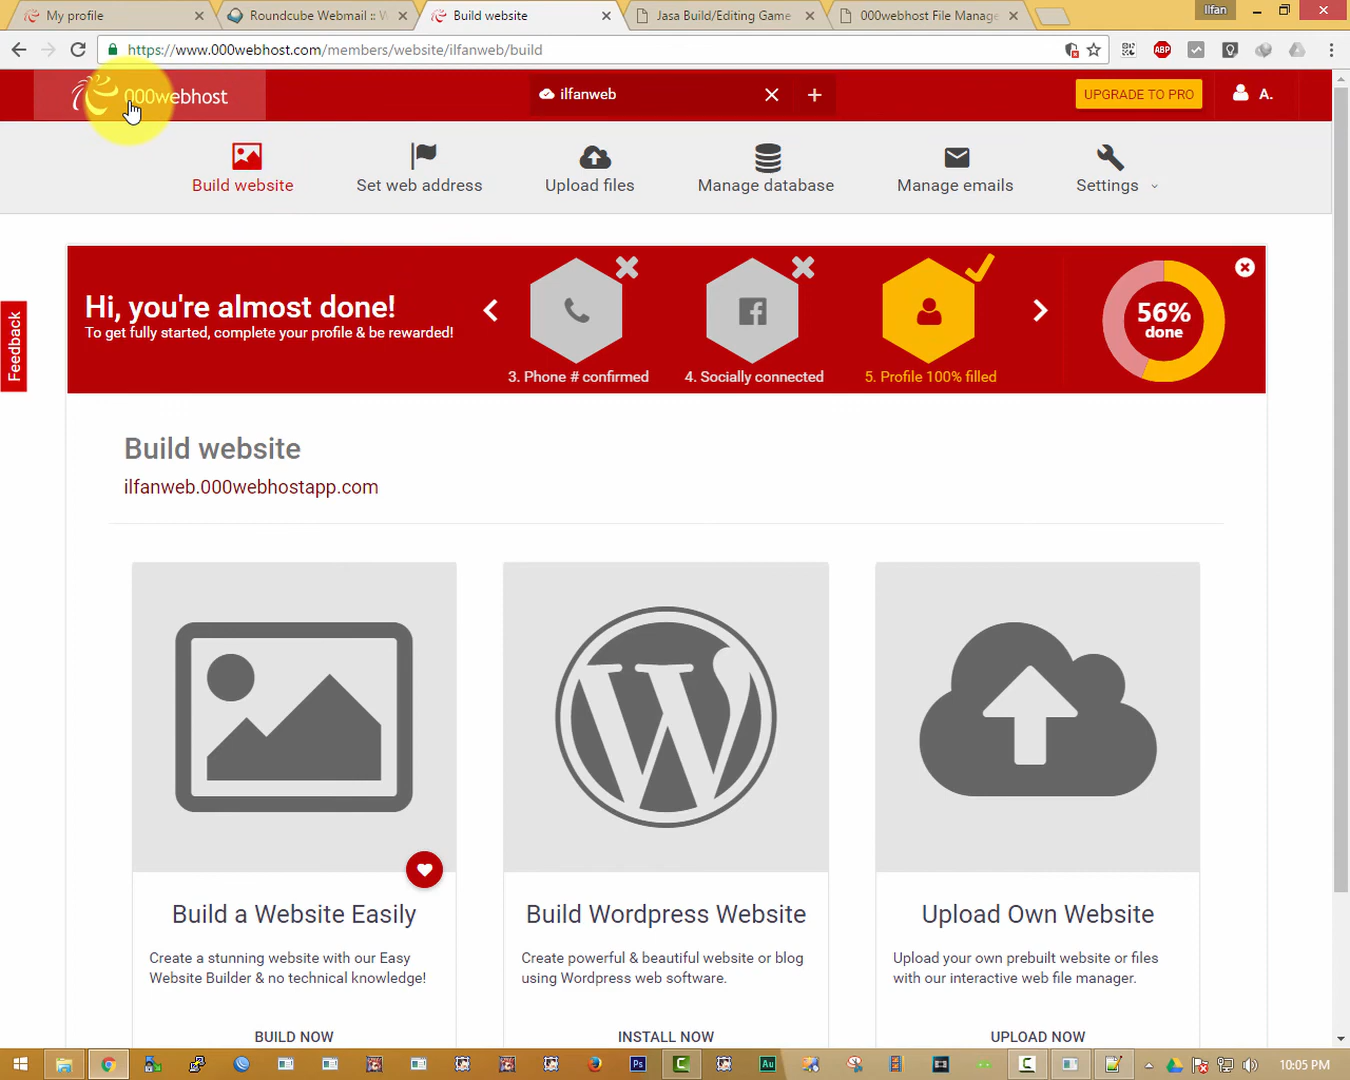 My profile
Roundcube Webmail :: W
Build website
Jasa Build/Editing Game
000webhost File Manage
Ilfan
https://www.000webhost.com/members/website/ilfanweb/build
ABP
000webhost
ilfanweb
UPGRADE TO PRO
A.
Build website
Set web address
Upload files
Manage database
Manage emails
Settings
Feedback
Hi, you're almost done!
To get fully started, complete your profile & be rewarded!
3. Phone # confirmed
4. Socially connected
5. Profile 100% filled
56%
done
Build website
ilfanweb.000webhostapp.com
Build a Website Easily
Create a stunning website with our Easy
Website Builder & no technical knowledge!
BUILD NOW
Build Wordpress Website
Create powerful & beautiful website or blog
using Wordpress web software.
INSTALL NOW
Upload Own Website
Upload your own prebuilt website or files
with our interactive web file manager.
UPLOAD NOW
Ps
Au
10:05 PM